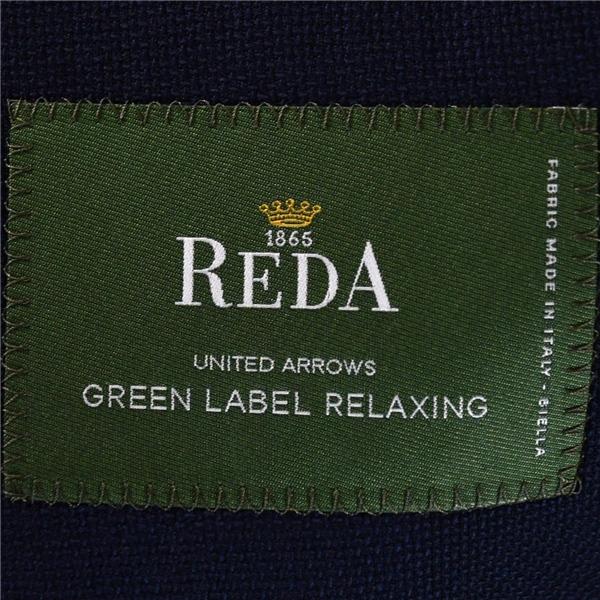 1865
REDA
UNITED ARROWS
GREEN LABEL RELAXING
FABRIC MADE IN ITALY - BIELLA